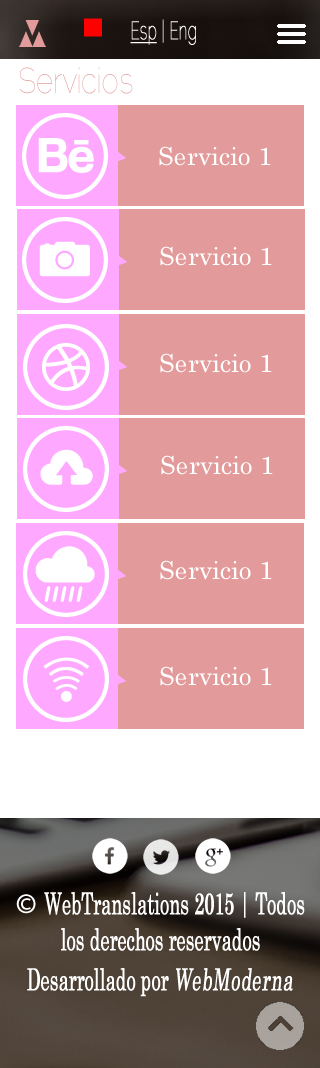 Esp | Eng
Servicios
Bē Servicio 1
Servicio 1
Servicio 1
Servicio 1
Servicio 1
Servicio 1
f g+
© WebTranslations 2015 | Todos
los derechos reservados
Desarrollado por WebModerna